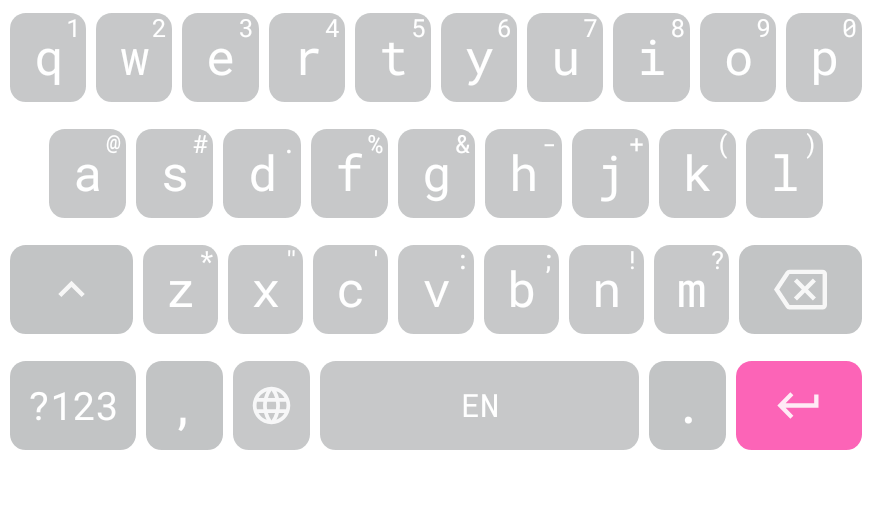 q1 w2 e3 r4 t5 y6 u7 i8 o9 p0
a@ s# d. f% g& h- j+ k( l)
z* x" c' v: b; n! m?
?123 , EN .